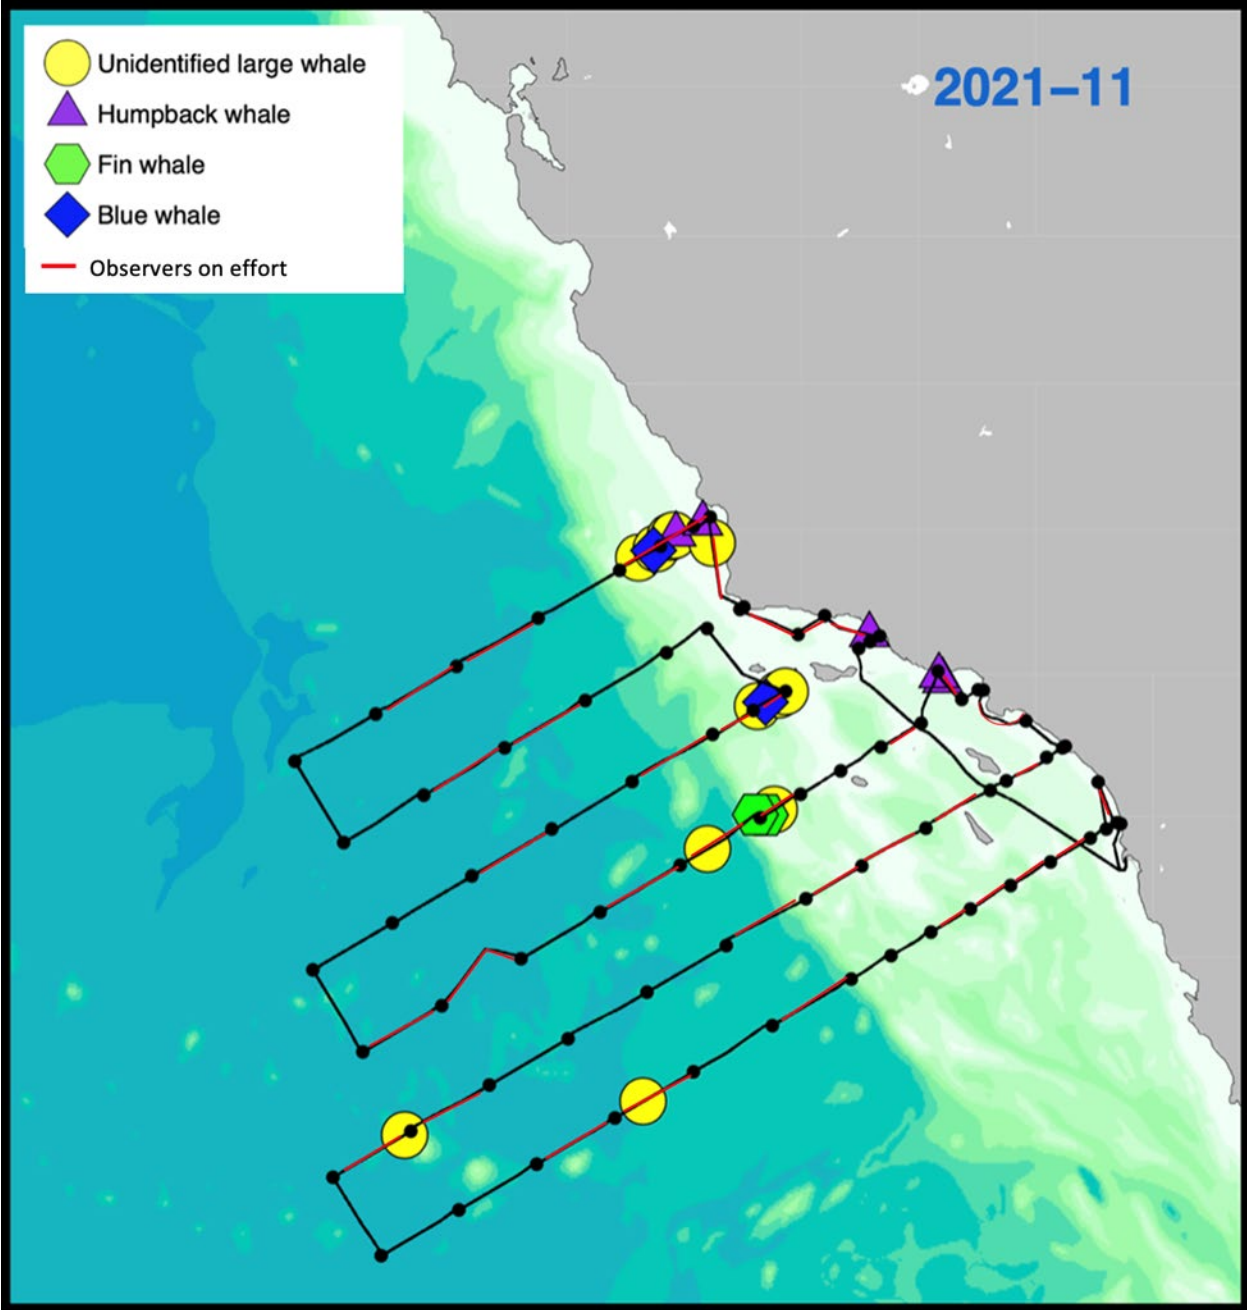 Unidentified large whale
Humpback whale
Fin whale
Blue whale
Observers on effort
2021–11